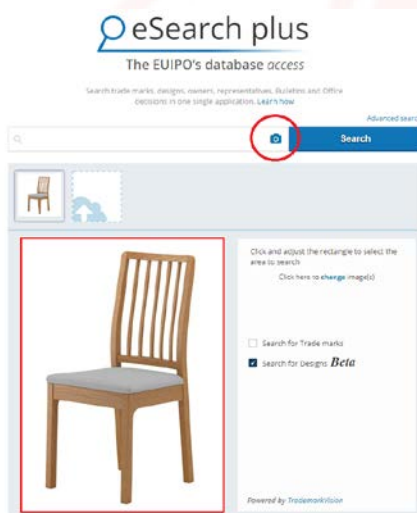 eSearch plus
The EUIPO's database access
Search trade marks, designs, owners, representatives, Bulletins and Office
decisions in one single application. Learn how
Advanced search
Search
Click and adjust the rectangle to select the
area to search
Click here to change image(s)
Search for Trade marks
Search for Designs Beta
Powered by TrademarkVision